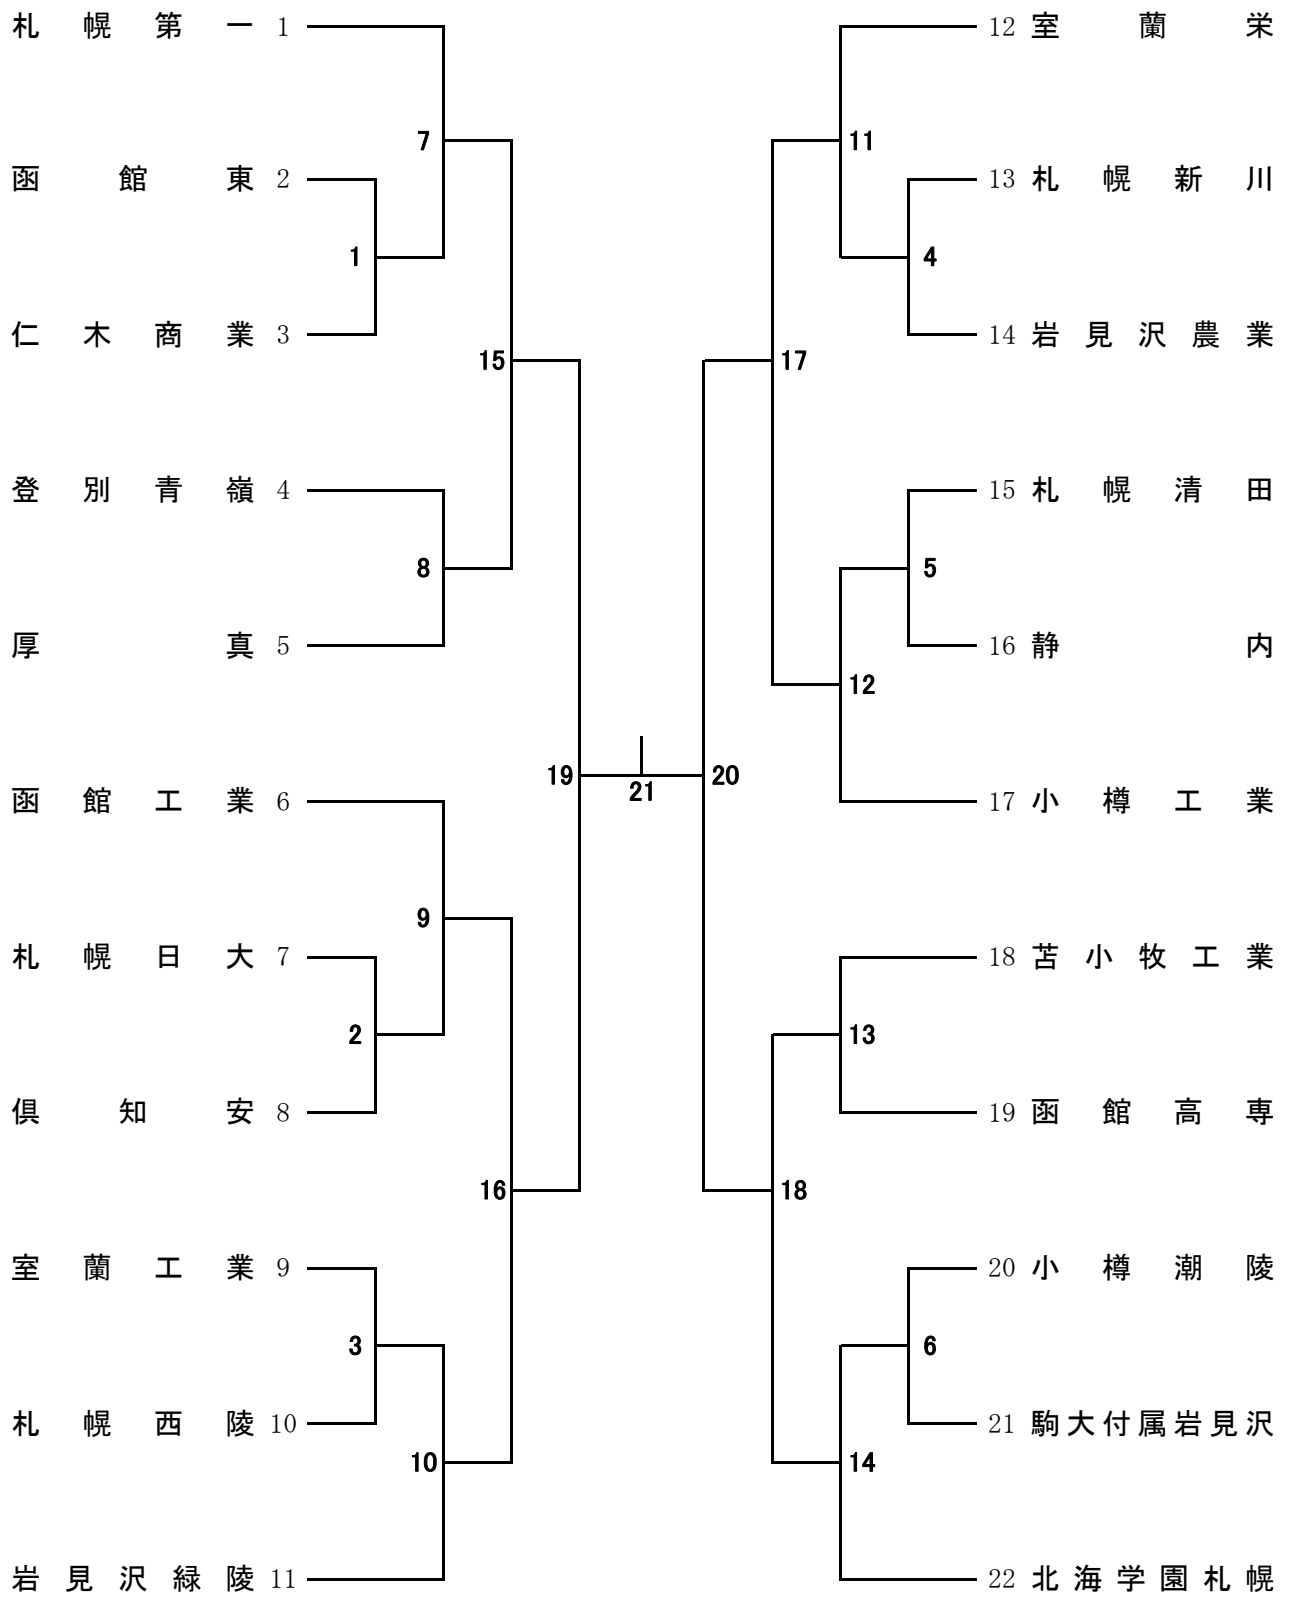 札幌第一 1
7
函館東 2
1
仁木商業 3
15
登別青嶺 4
8
厚真 5
19
函館工業 6
9
札幌日大 7
2
倶知安 8
16
室蘭工業 9
3
札幌西陵 10
10
岩見沢緑陵 11
21
12 室蘭栄
11
13 札幌新川
4
14 岩見沢農業
17
15 札幌清田
5
16 静内
12
20
17 小樽工業
18 苫小牧工業
13
19 函館高専
18
20 小樽潮陵
6
21 駒大付属岩見沢
14
22 北海学園札幌